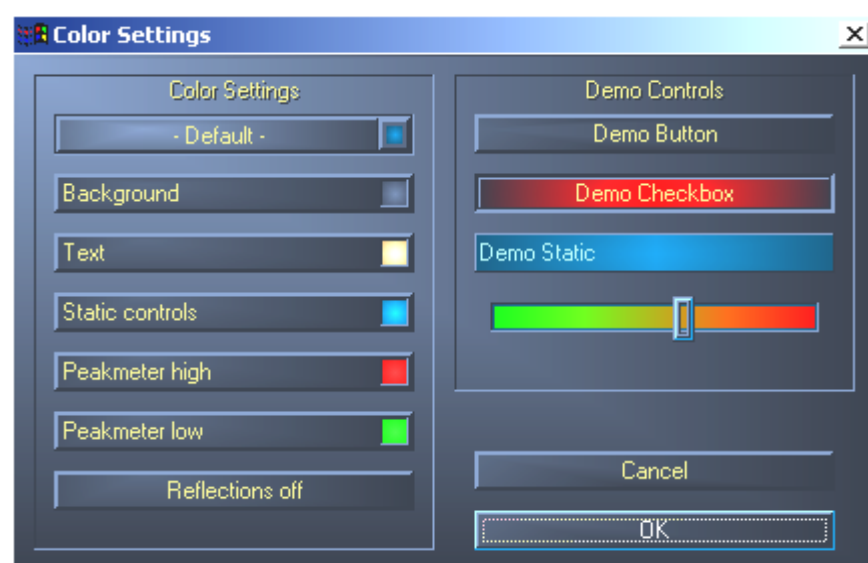 Color Settings
Color Settings
- Default -
Background
Text
Static controls
Peakmeter high
Peakmeter low
Reflections off
Demo Controls
Demo Button
Demo Checkbox
Demo Static
Cancel
OK